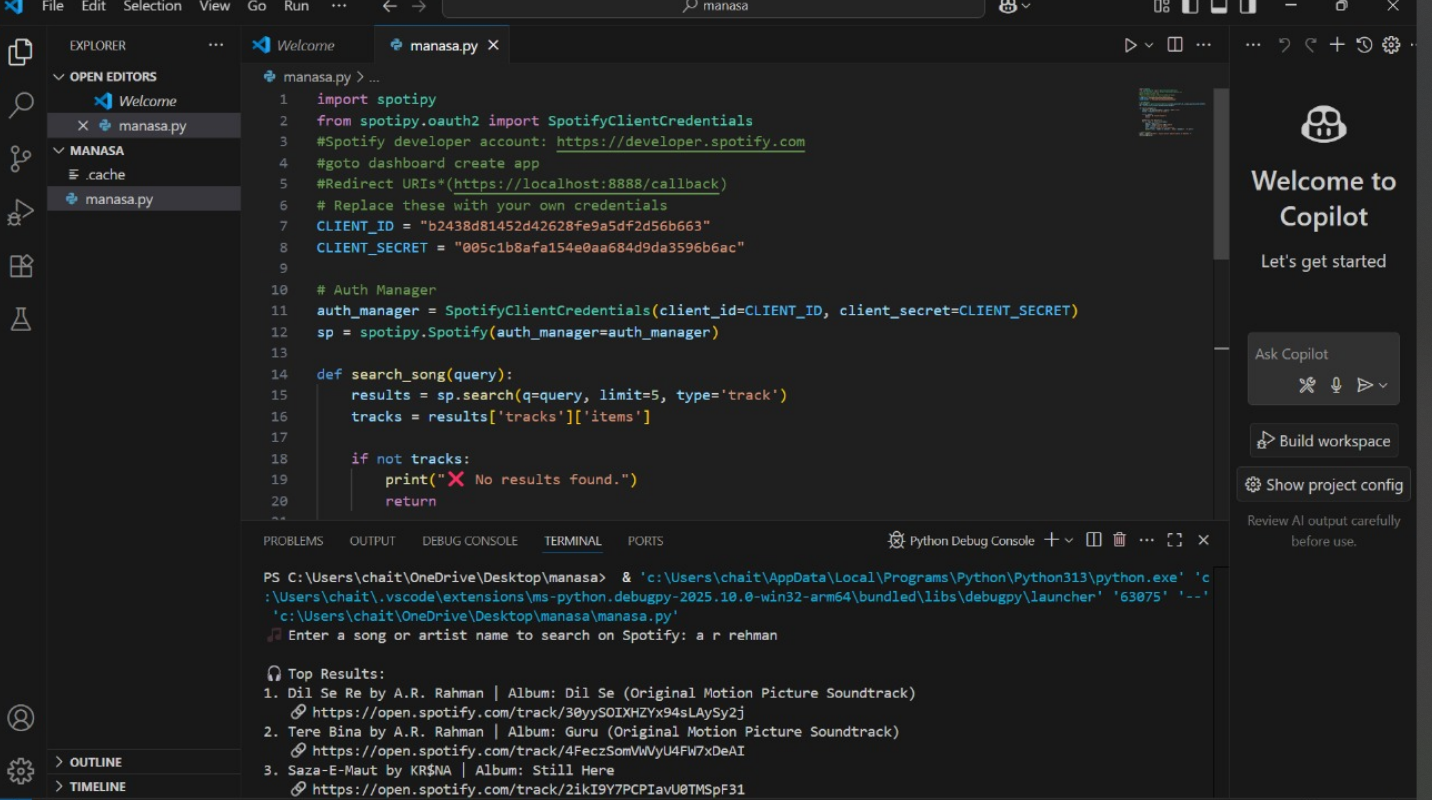 File Edit Selection View Go Run ··· manasa
EXPLORER ···
OPEN EDITORS
Welcome
manasa.py
MANASA
.cache
manasa.py
OUTLINE
TIMELINE
Welcome manasa.py
manasa.py > ...
1 import spotipy
2 from spotipy.oauth2 import SpotifyClientCredentials
3 #Spotify developer account: https://developer.spotify.com
4 #goto dashboard create app
5 #Redirect URIs*(https://localhost:8888/callback)
6 # Replace these with your own credentials
7 CLIENT_ID = "b2438d81452d42628fe9a5df2d56b663"
8 CLIENT_SECRET = "005c1b8afa154e0aa684d9da3596b6ac"
9
10 # Auth Manager
11 auth_manager = SpotifyClientCredentials(client_id=CLIENT_ID, client_secret=CLIENT_SECRET)
12 sp = spotipy.Spotify(auth_manager=auth_manager)
13
14 def search_song(query):
15 results = sp.search(q=query, limit=5, type='track')
16 tracks = results['tracks']['items']
17
18 if not tracks:
19 print("❌ No results found.")
20 return
PROBLEMS OUTPUT DEBUG CONSOLE TERMINAL PORTS Python Debug Console
PS C:\Users\chait\OneDrive\Desktop\manasa> & 'c:\Users\chait\AppData\Local\Programs\Python\Python313\python.exe' 'c
:\Users\chait\.vscode\extensions\ms-python.debugpy-2025.10.0-win32-arm64\bundled\libs\debugpy\launcher' '63075' '--'
'c:\Users\chait\OneDrive\Desktop\manasa\manasa.py'
🎵 Enter a song or artist name to search on Spotify: a r rehman
🎧 Top Results:
1. Dil Se Re by A.R. Rahman | Album: Dil Se (Original Motion Picture Soundtrack)
🔗 https://open.spotify.com/track/30yySOIXHZYx94sLAySy2j
2. Tere Bina by A.R. Rahman | Album: Guru (Original Motion Picture Soundtrack)
🔗 https://open.spotify.com/track/4FeczSomVWVyU4FW7xDeAI
3. Saza-E-Maut by KR$NA | Album: Still Here
🔗 https://open.spotify.com/track/2ikI9Y7PCPIavU0TMSpF31
Welcome to
Copilot
Let's get started
Ask Copilot
Build workspace
Show project config
Review AI output carefully
before use.